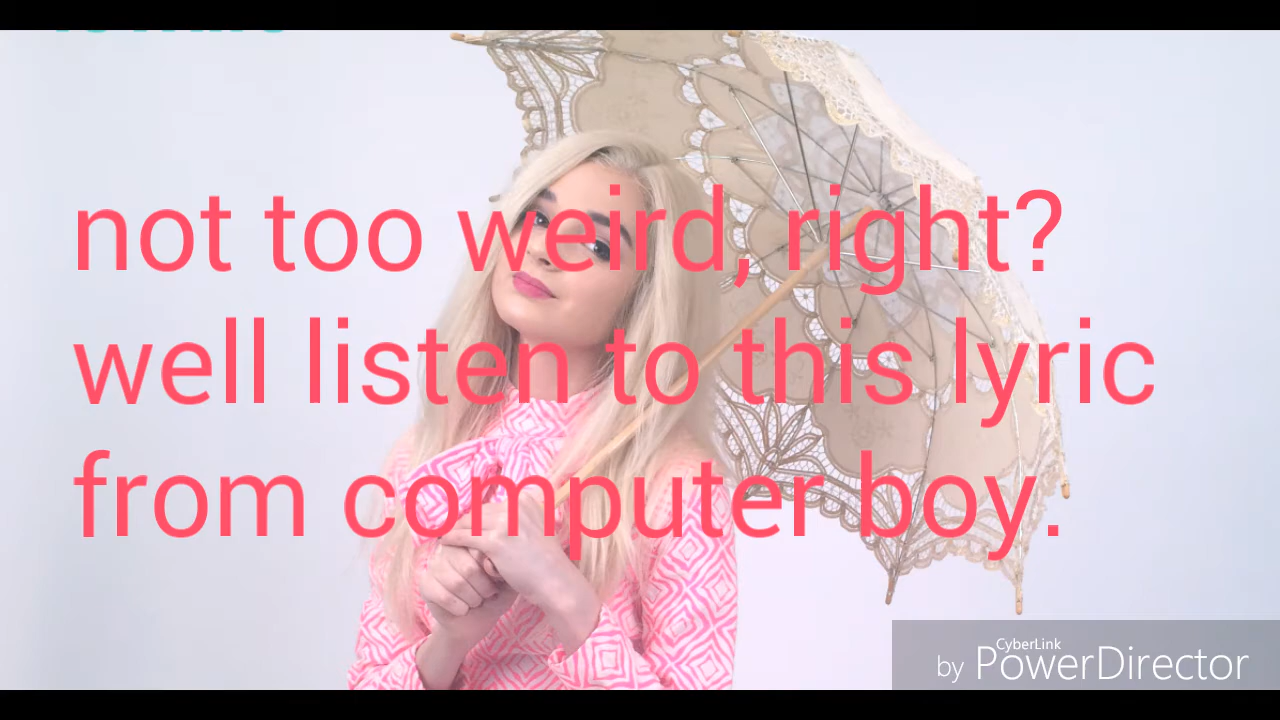 not too weird, right?
well listen to this lyric
from computer boy.
CyberLink
by PowerDirector